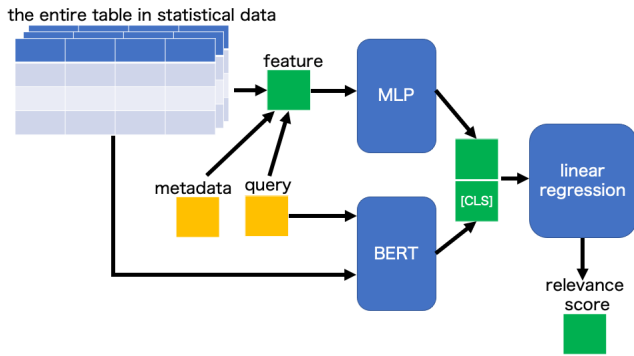 the entire table in statistical data
feature
MLP
metadata
query
[CLS]
linear
regression
BERT
relevance
score